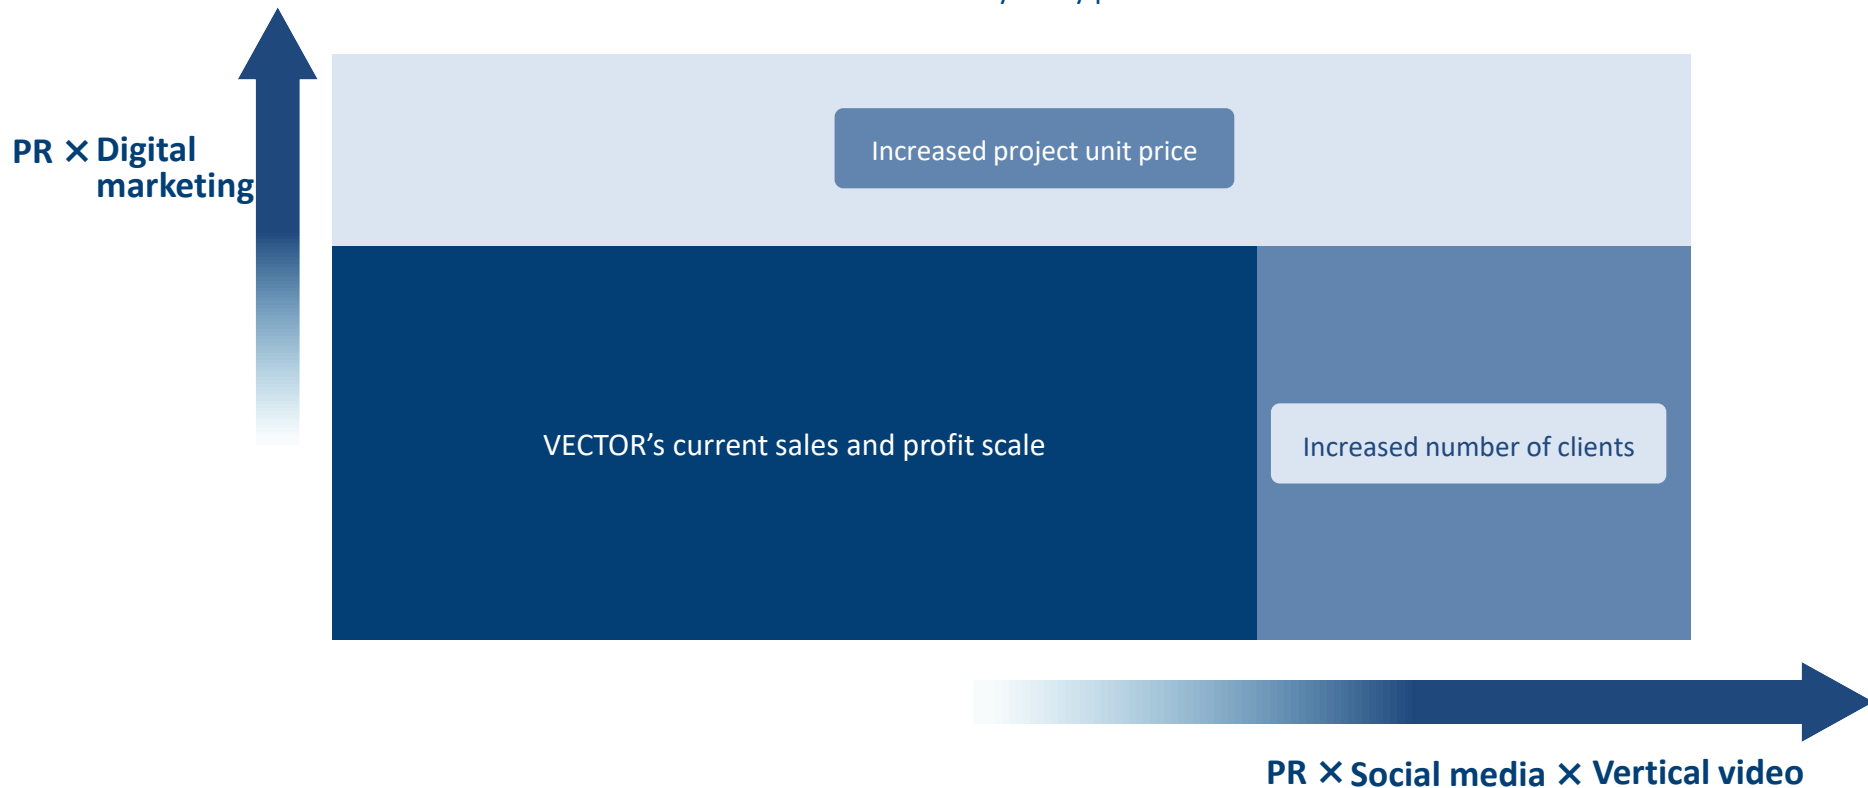 PR × Digital
marketing
Increased project unit price
VECTOR’s current sales and profit scale
Increased number of clients
PR × Social media × Vertical video